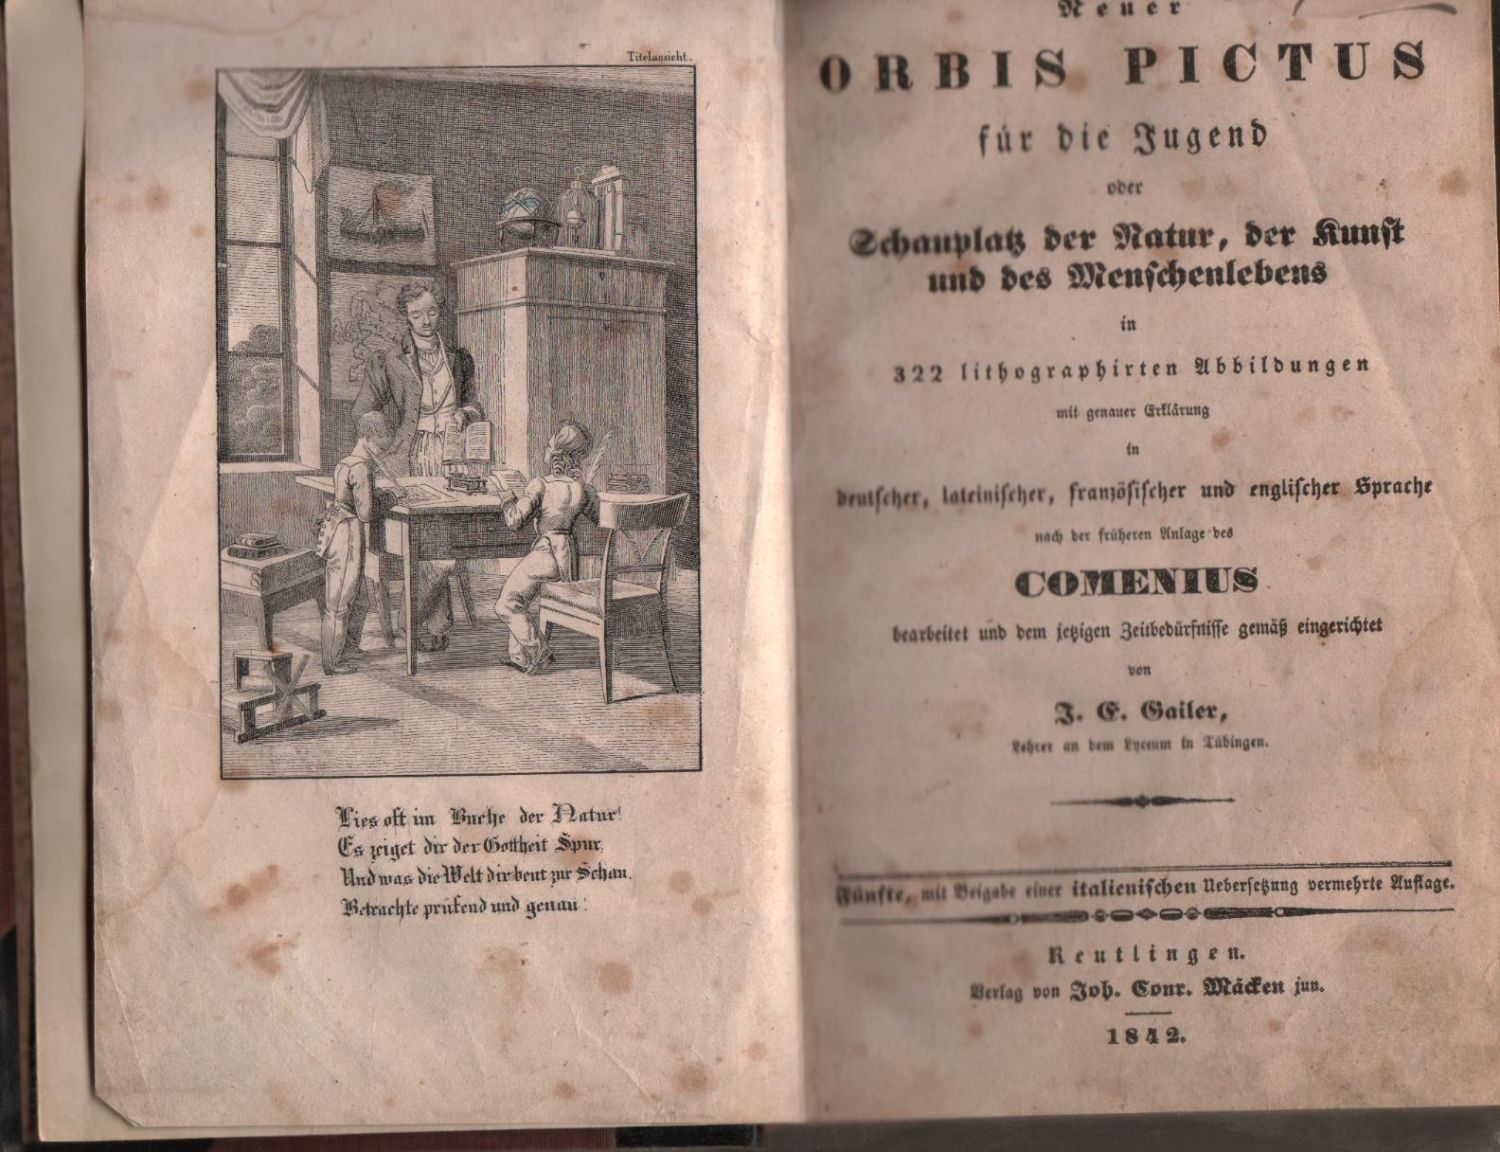 Titelansicht.
Lies oft im Buche der Natur!
Es zeiget dir der Gottheit Spur,
Und was die Welt dir beut zur Schau,
Betrachte prüfend und genau!
Neuer
ORBIS PICTUS
für die Jugend
oder
Schauplatz der Natur, der Kunst
und des Menschenlebens
in
322 lithographirten Abbildungen
mit genauer Erklärung
in
deutscher, lateinischer, französischer und englischer Sprache
nach der früheren Anlage des
COMENIUS
bearbeitet und dem jetzigen Zeitbedürfnisse gemäß eingerichtet
von
J. E. Gailer,
Lehrer an dem Lyceum in Tübingen.
Fünfte, mit Beigabe einer italienischen Uebersetzung vermehrte Auflage.
Reutlingen.
Verlag von Joh. Conr. Mäcken jun.
1842.